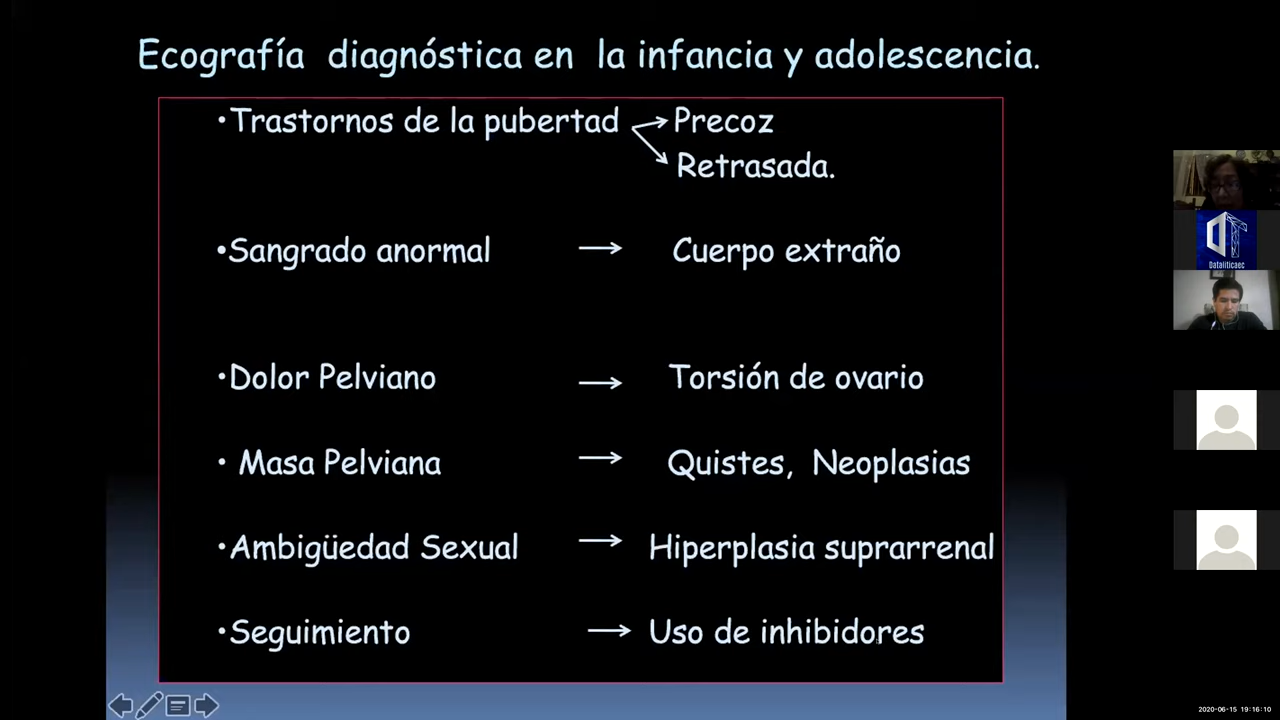 Ecografía diagnóstica en la infancia y adolescencia.
•Trastornos de la pubertad Precoz
Retrasada.
•Sangrado anormal → Cuerpo extraño
•Dolor Pelviano → Torsión de ovario
• Masa Pelviana → Quistes, Neoplasias
•Ambigüedad Sexual → Hiperplasia suprarrenal
•Seguimiento → Uso de inhibidores
DT
Dataliticaec
2020-06-15 19:16:10